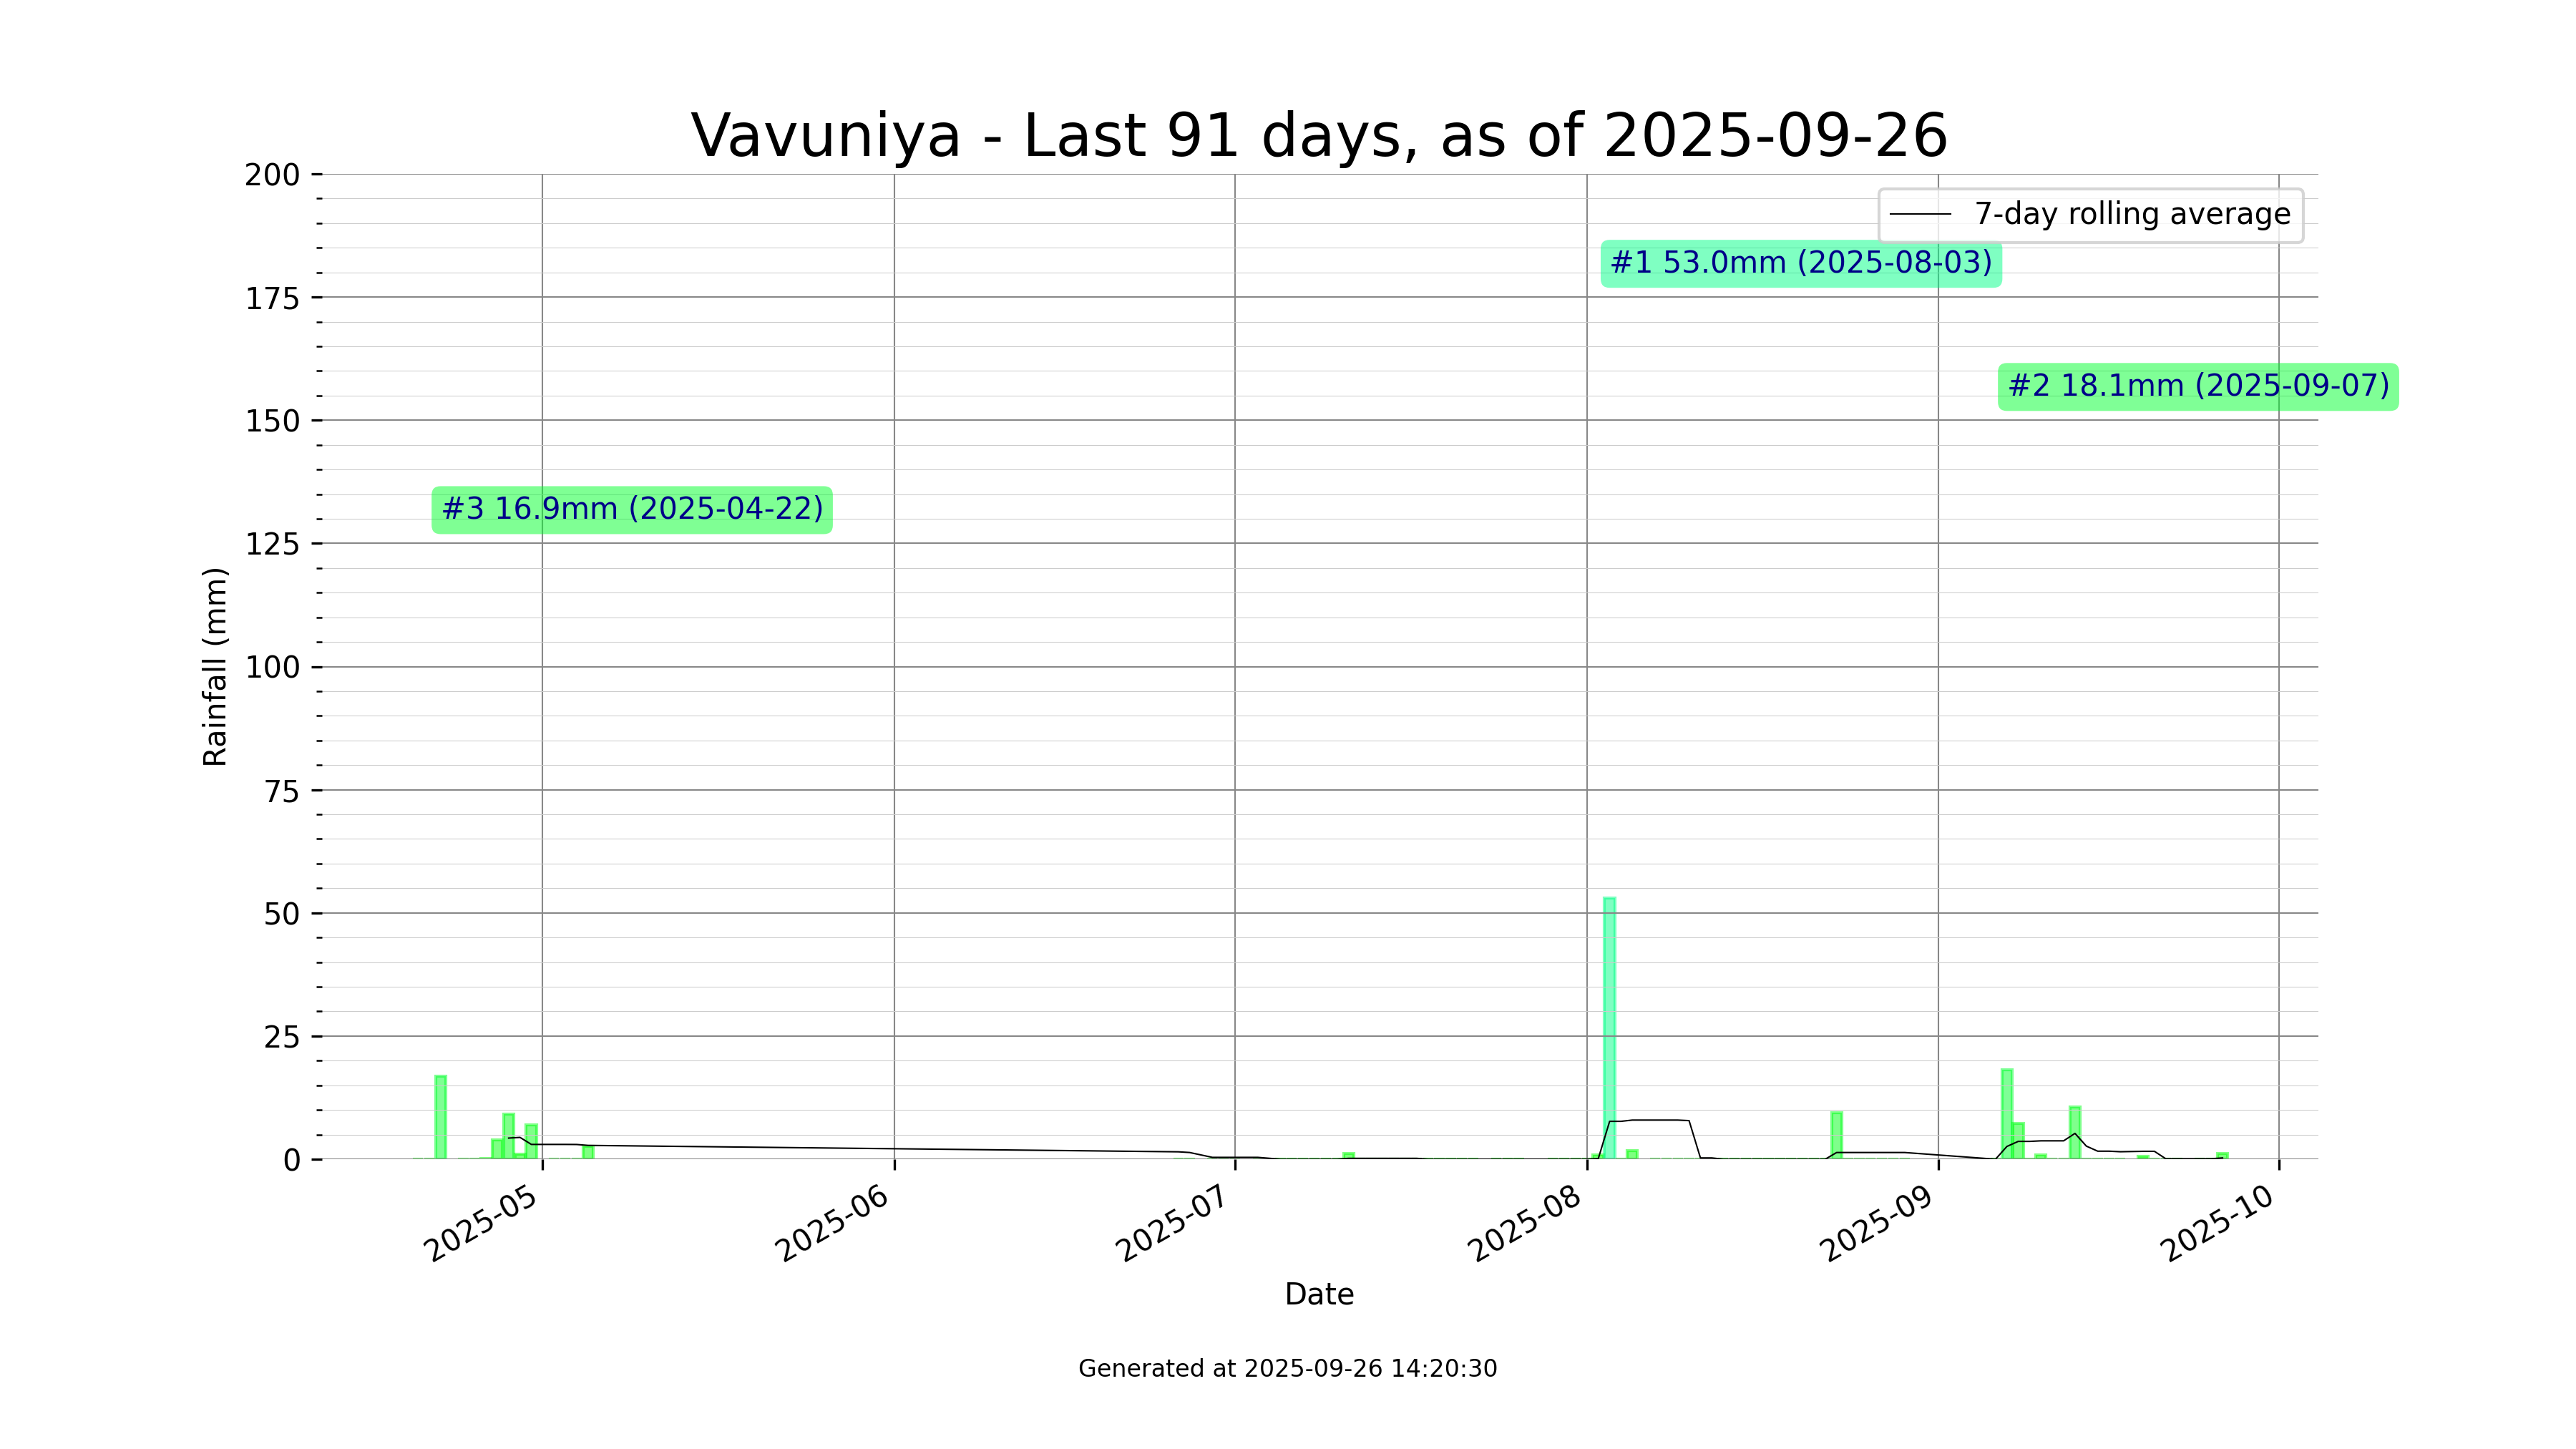 Vavuniya - Last 91 days, as of 2025-09-26
200
175
150
125
100
75
50
25
0
Rainfall (mm)
7-day rolling average
#1 53.0mm (2025-08-03)
#2 18.1mm (2025-09-07)
#3 16.9mm (2025-04-22)
2025-05
2025-06
2025-07
2025-08
2025-09
2025-10
Date
Generated at 2025-09-26 14:20:30